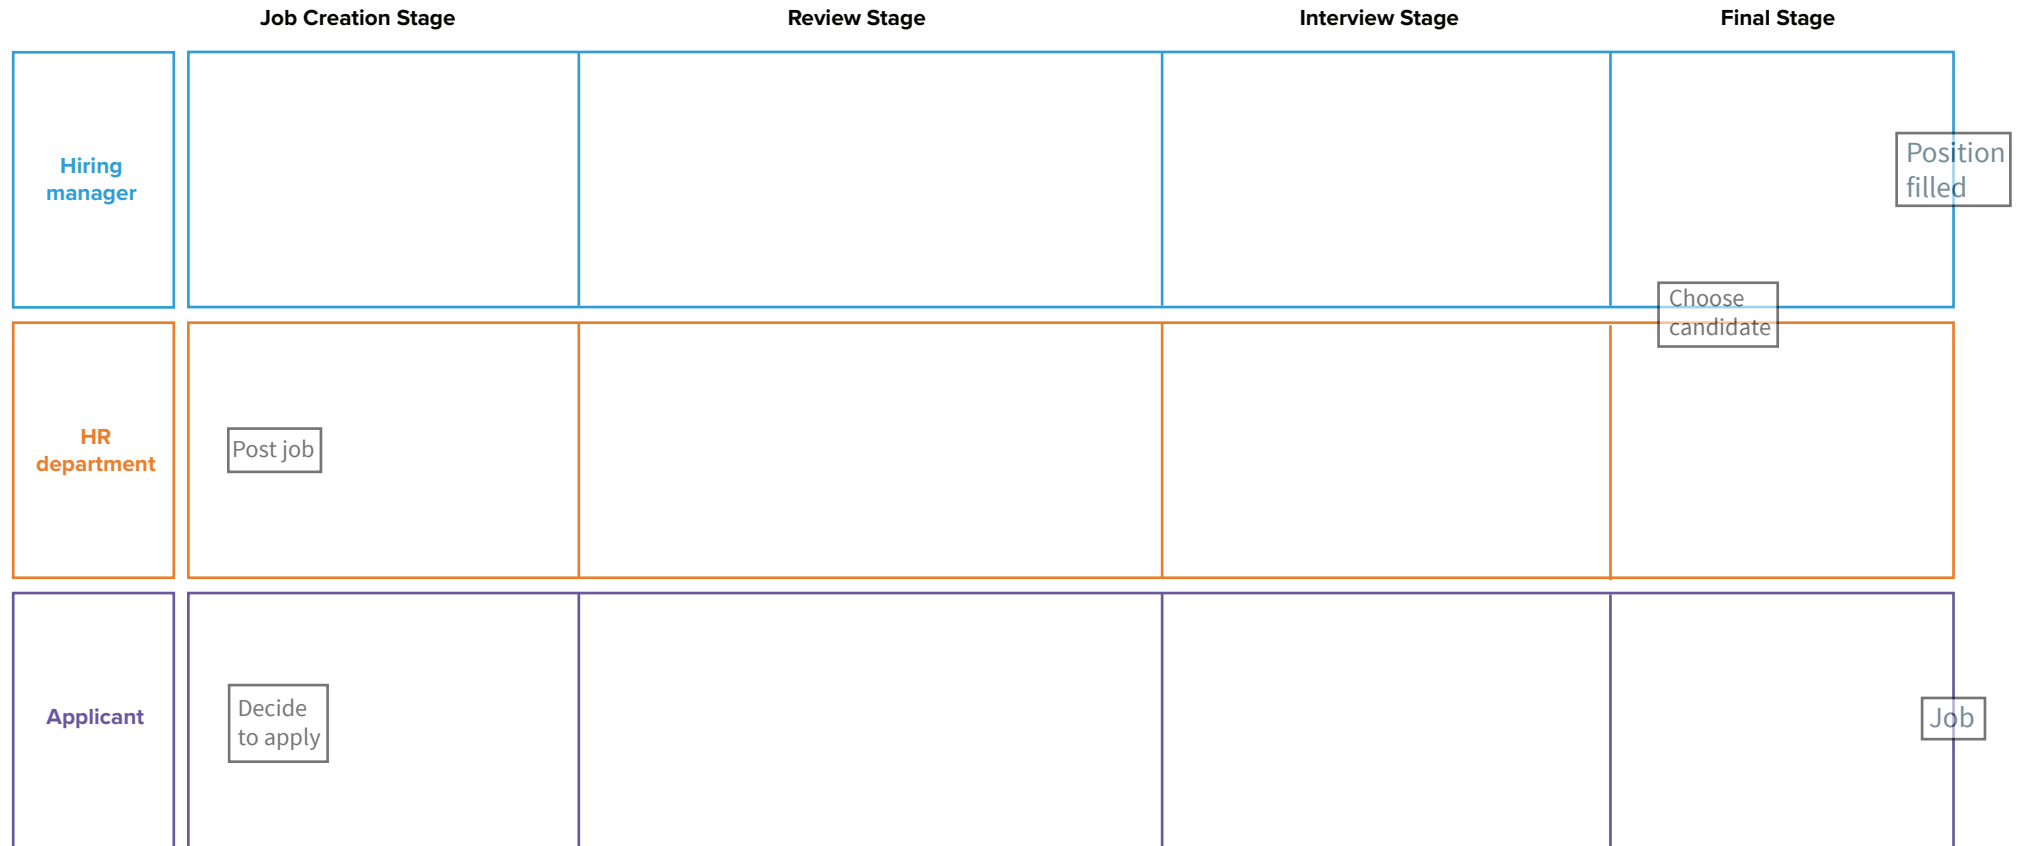 Job Creation Stage
Review Stage
Interview Stage
Final Stage
Hiring
manager
Position
filled
Choose
candidate
HR
department
Post job
Applicant
Decide
to apply
Job